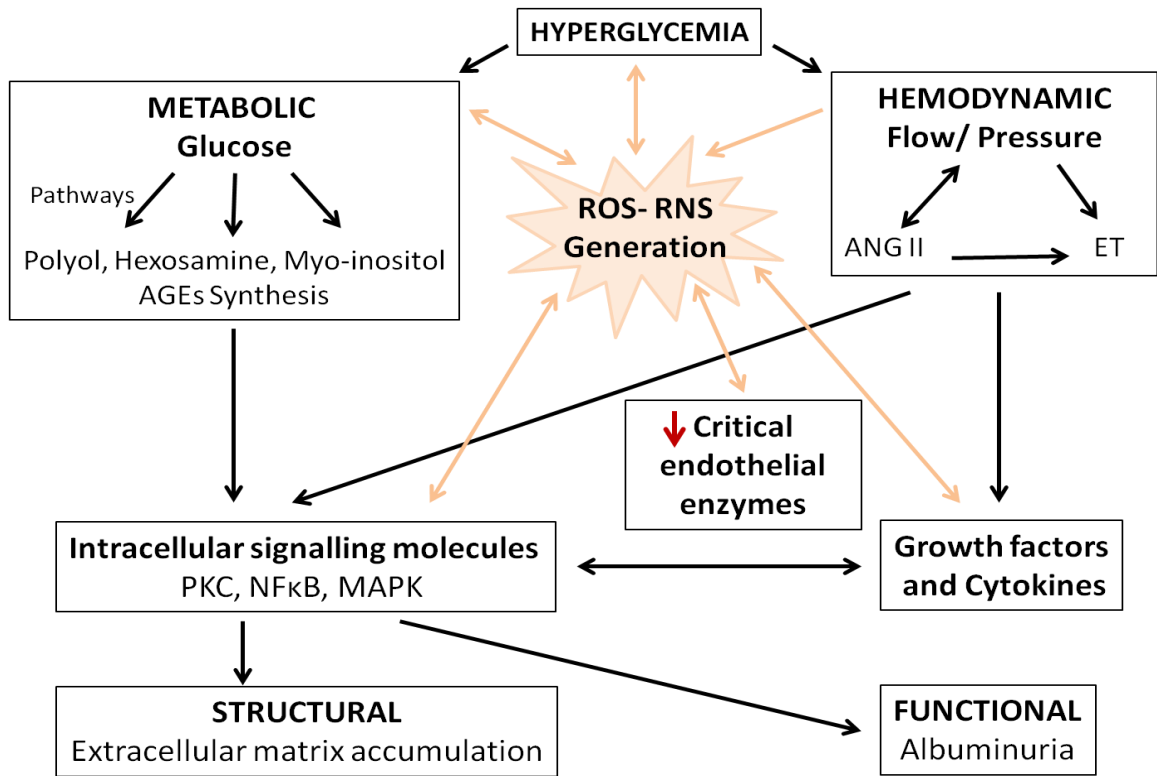 HYPERGLYCEMIA
METABOLIC
Glucose
Pathways
Polyol, Hexosamine, Myo-inositol
AGEs Synthesis
ROS- RNS
Generation
HEMODYNAMIC
Flow/ Pressure
ANG II
ET
Critical
endothelial
enzymes
Intracellular signalling molecules
PKC, NFκB, MAPK
Growth factors
and Cytokines
STRUCTURAL
Extracellular matrix accumulation
FUNCTIONAL
Albuminuria